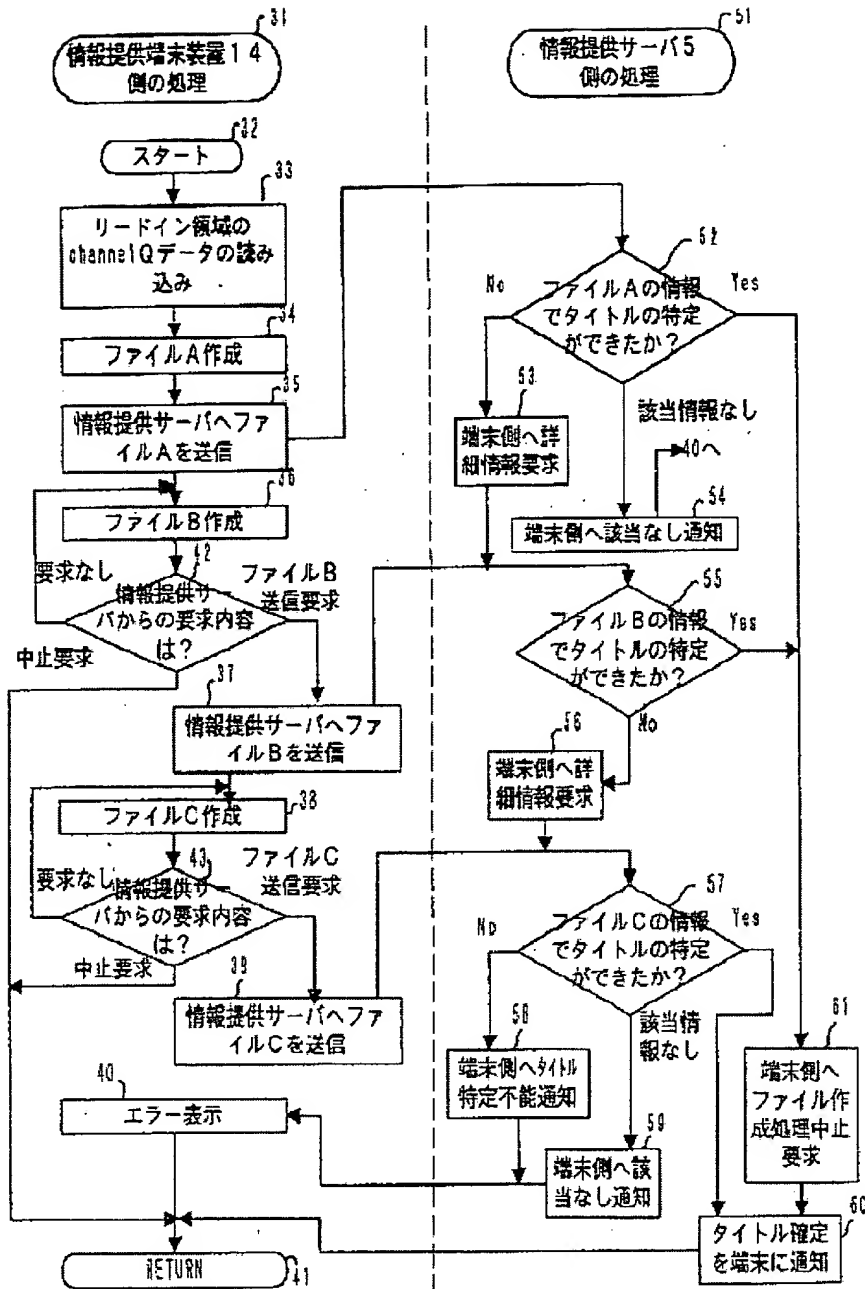 31
情報提供端末装置14
側の処理
32
スタート
33
リードイン領域の
channelQデータの読み
込み
34
ファイルA作成
35
情報提供サーバへファ
イルAを送信
36
ファイルB作成
42
要求なし
ファイルB
送信要求
情報提供サー
バからの要求内容
は？
中止要求
37
情報提供サーバへファ
イルBを送信
38
ファイルC作成
43
要求なし
ファイルC
送信要求
情報提供サー
バからの要求内容
は？
中止要求
39
情報提供サーバへファ
イルCを送信
40
エラー表示
RETURN
41
51
情報提供サーバ5
側の処理
52
No
Yes
ファイルAの情報
でタイトルの特定
ができたか？
該当情報なし
53
端末側へ詳
細情報要求
40へ
54
端末側へ該当なし通知
55
ファイルBの情報
でタイトルの特定
ができたか？
Yes
No
56
端末側へ詳
細情報要求
57
No
Yes
ファイルCの情報
でタイトルの特定
ができたか？
該当情
報なし
58
端末側へタイトル
特定不能通知
59
端末側へ該
当なし通知
61
端末側へ
ファイル作
成処理中止
要求
60
タイトル確定
を端末に通知